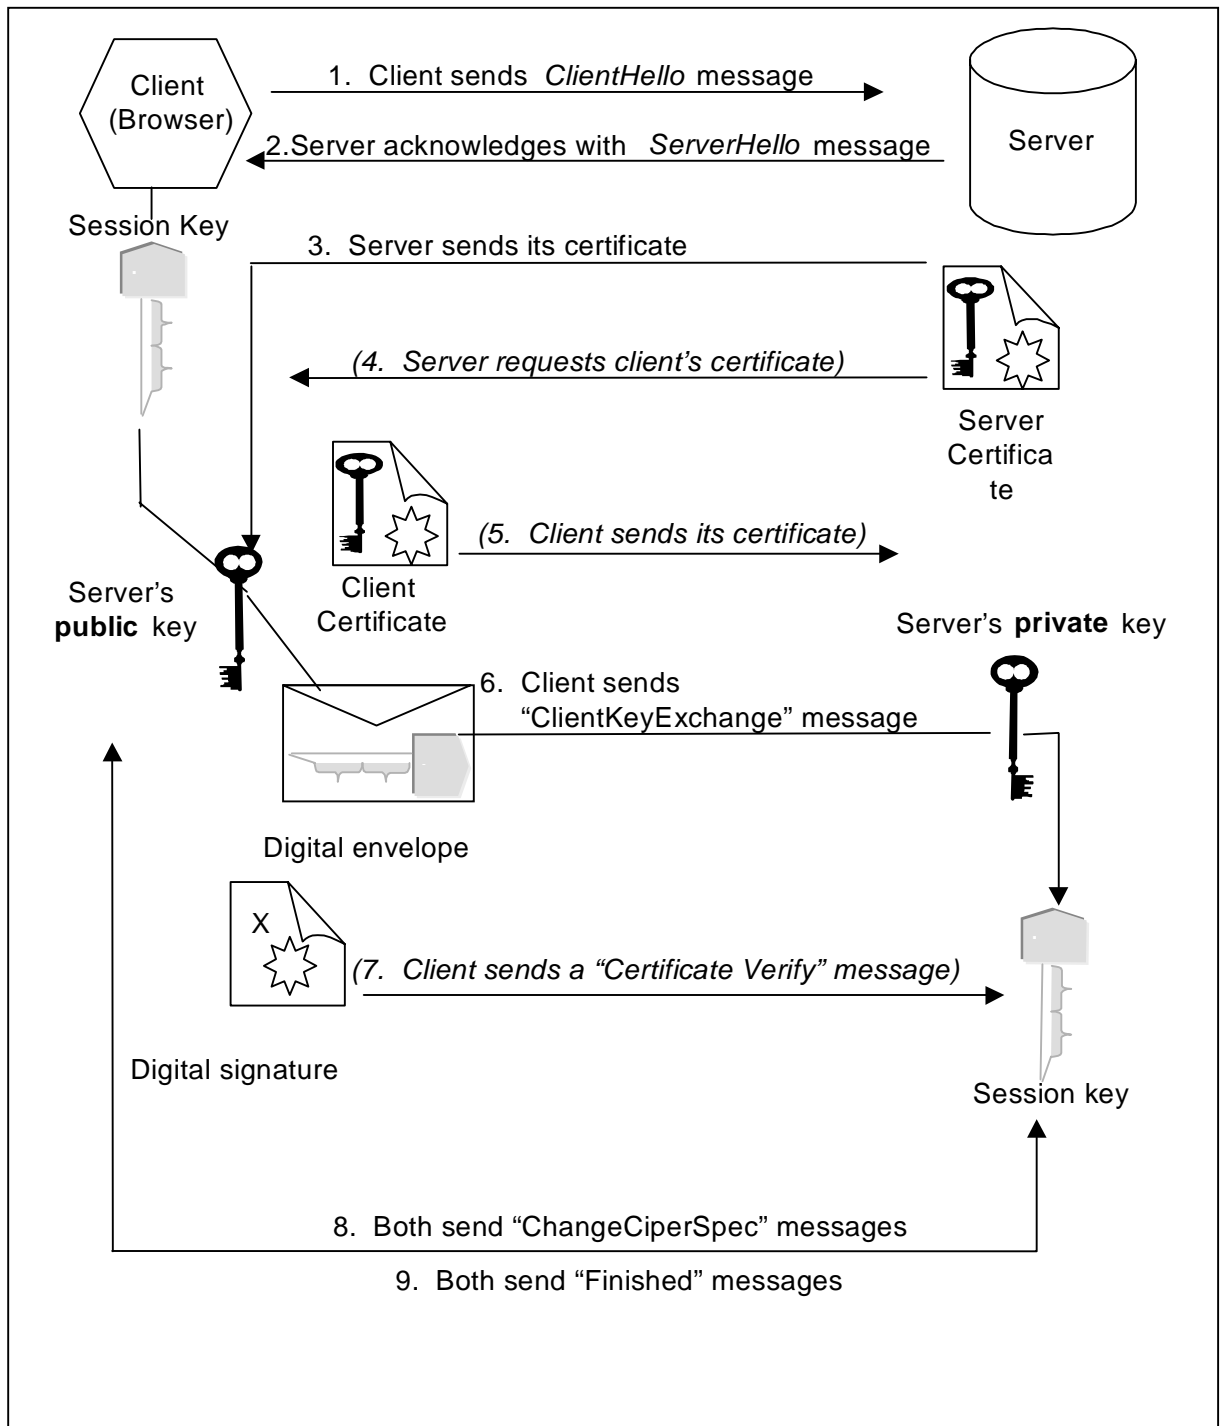 Client
(Browser)
1. Client sends ClientHello message
2.Server acknowledges with ServerHello message
Server
Session Key
3. Server sends its certificate
(4. Server requests client's certificate)
Server
Certifica
te
(5. Client sends its certificate)
Client
Certificate
Server's
public key
Server's private key
6. Client sends
“ClientKeyExchange” message
Digital envelope
X
(7. Client sends a “Certificate Verify” message)
Digital signature
Session key
8. Both send “ChangeCiperSpec” messages
9. Both send “Finished” messages